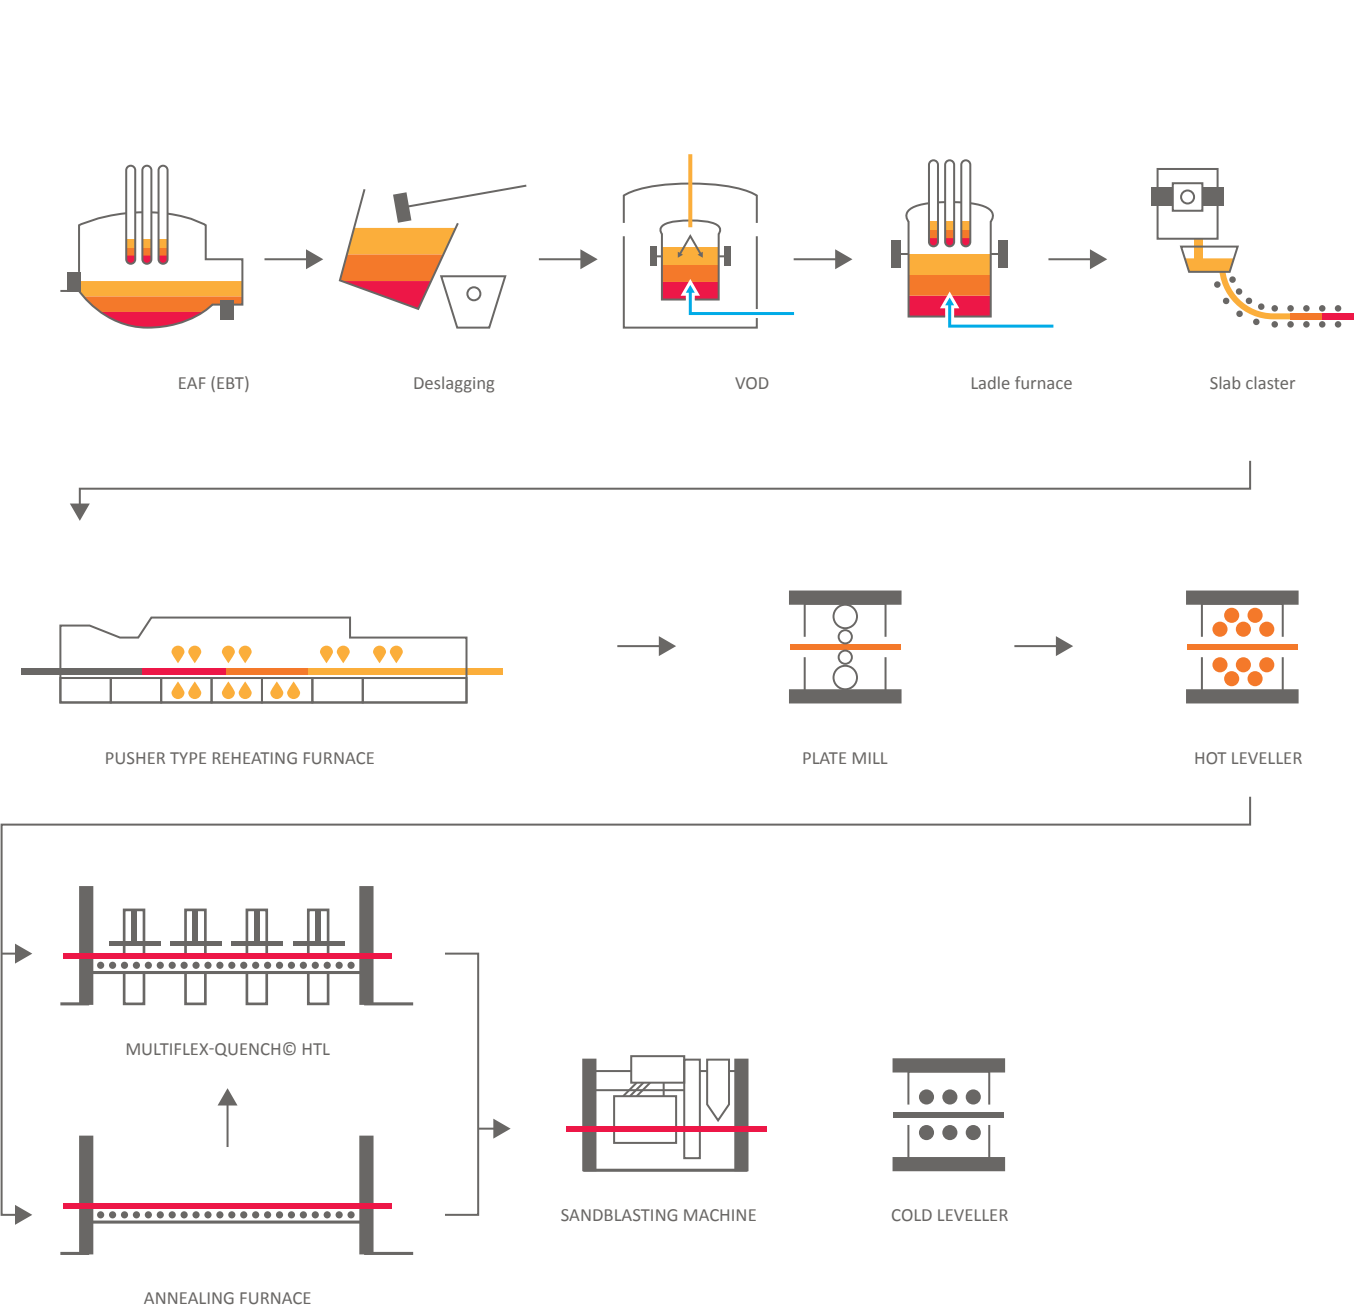 EAF (EBT)
Deslagging
VOD
Ladle furnace
Slab claster
PUSHER TYPE REHEATING FURNACE
PLATE MILL
HOT LEVELLER
MULTIFLEX-QUENCH© HTL
SANDBLASTING MACHINE
COLD LEVELLER
ANNEALING FURNACE